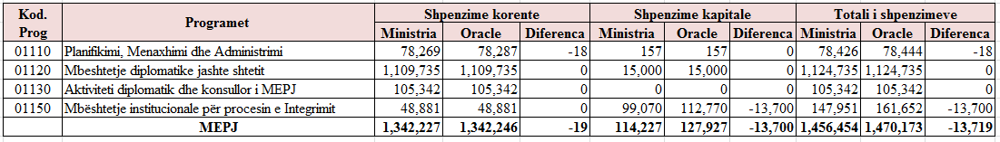 Kod. Prog Programet Shpenzime korente Shpenzime kapitale Totali i shpenzimeve
Ministria Oracle Diferenca Ministria Oracle Diferenca Ministria Oracle Diferenca
01110 Planifikimi, Menaxhimi dhe Administrimi 78,269 78,287 -18 157 157 0 78,426 78,444 -18
01120 Mbeshtetje diplomatike jashte shtetit 1,109,735 1,109,735 0 15,000 15,000 0 1,124,735 1,124,735 0
01130 Aktiviteti diplomatik dhe konsullor i MEPJ 105,342 105,342 0 0 0 0 105,342 105,342 0
01150 Mbështetje institucionale për procesin e Integrimit 48,881 48,881 0 99,070 112,770 -13,700 147,951 161,652 -13,700
MEPJ 1,342,227 1,342,246 -19 114,227 127,927 -13,700 1,456,454 1,470,173 -13,719